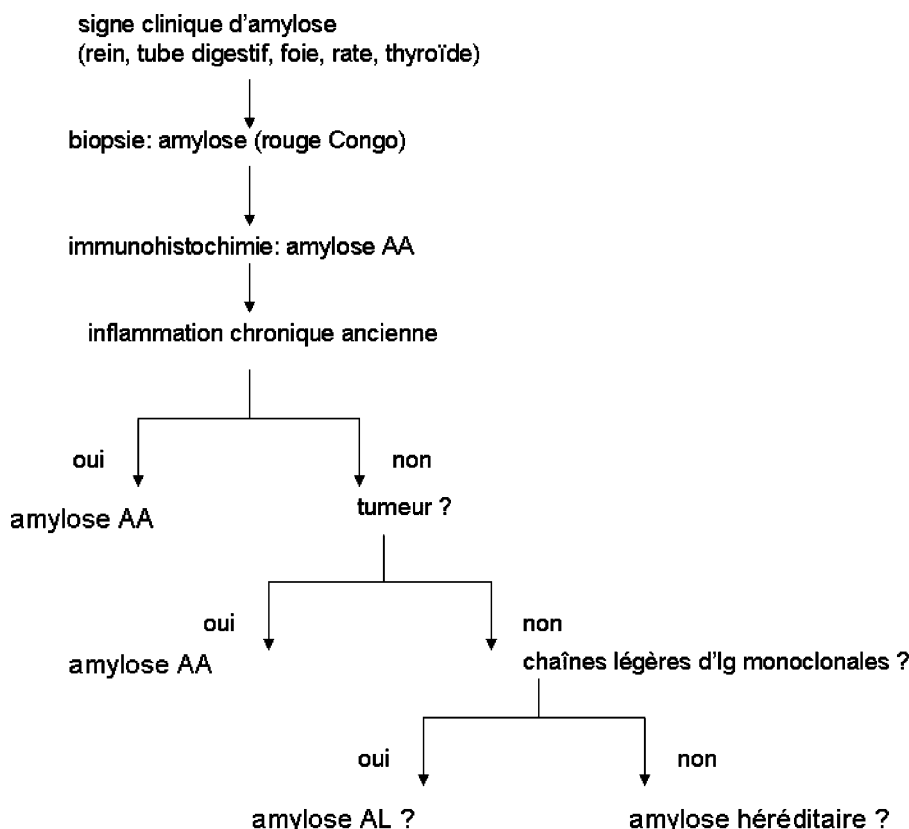 signe clinique d'amylose
(rein, tube digestif, foie, rate, thyroïde)
biopsie: amylose (rouge Congo)
immunohistochimie: amylose AA
inflammation chronique ancienne
oui
non
amylose AA
tumeur ?
oui
non
amylose AA
chaînes légères d'Ig monoclonales ?
oui
non
amylose AL ?
amylose héréditaire ?